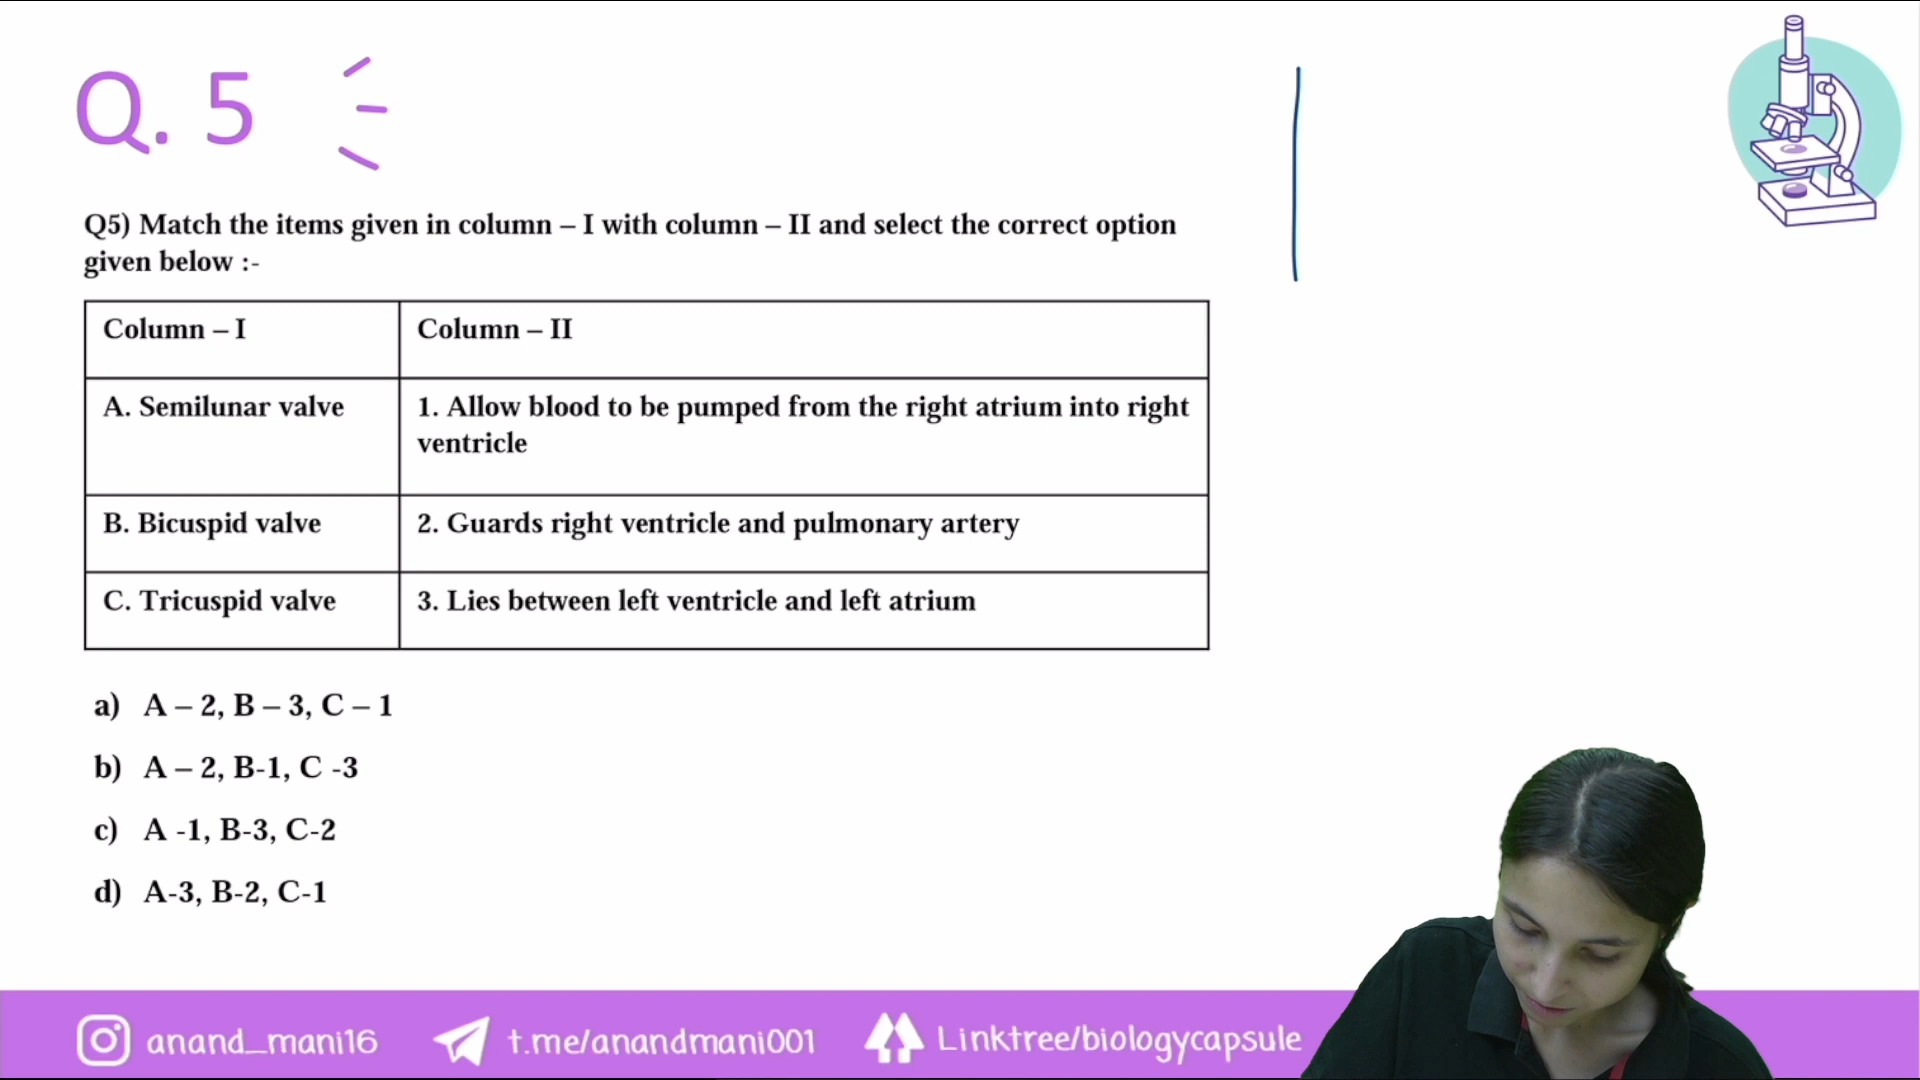 Q. 5
Q5) Match the items given in column – I with column – II and select the correct option
given below :-
Column – I
Column – II
A. Semilunar valve
1. Allow blood to be pumped from the right atrium into right
ventricle
B. Bicuspid valve
2. Guards right ventricle and pulmonary artery
C. Tricuspid valve
3. Lies between left ventricle and left atrium
a) A – 2, B – 3, C – 1
b) A – 2, B-1, C -3
c) A -1, B-3, C-2
d) A-3, B-2, C-1
anand_mani16
t.me/anandmani001
Linktree/biologycapsule